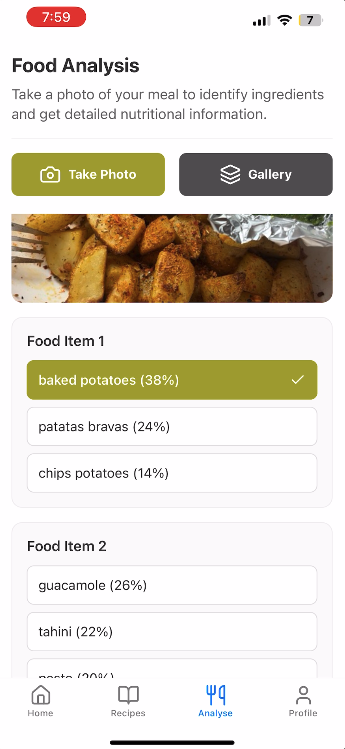 7:59
7
Food Analysis
Take a photo of your meal to identify ingredients
and get detailed nutritional information.
Take Photo
Gallery
Food Item 1
baked potatoes (38%)
patatas bravas (24%)
chips potatoes (14%)
Food Item 2
guacamole (26%)
tahini (22%)
pesto (20%)
Home
Recipes
Analyse
Profile